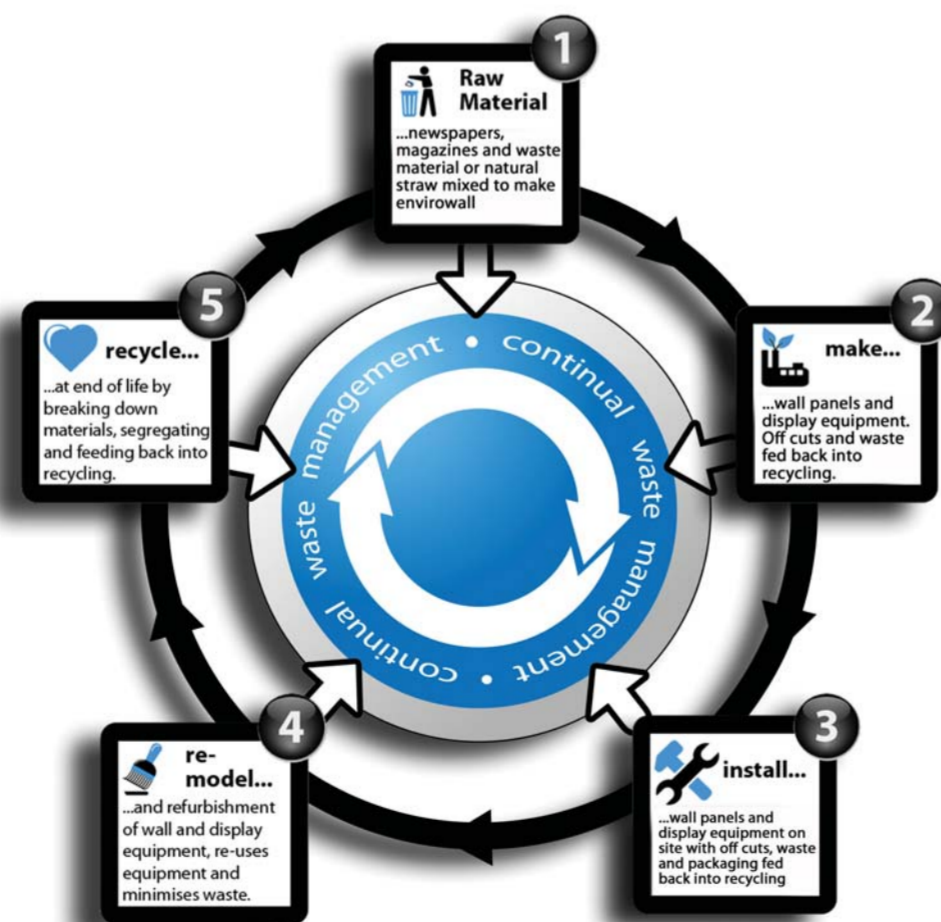 1
Raw
Material
...newspapers,
magazines and waste
material or natural
straw mixed to make
envirowall
2
make...
...wall panels and
display equipment.
Off cuts and waste
fed back into
recycling.
3
install...
...wall panels and
display equipment on
site with off cuts, waste
and packaging fed
back into recycling
4
re-
model...
...and refurbishment
of wall and display
equipment, re-uses
equipment and
minimises waste.
5
recycle...
...at end of life by
breaking down
materials, segregating
and feeding back into
recycling.
continual waste management • continual waste management •